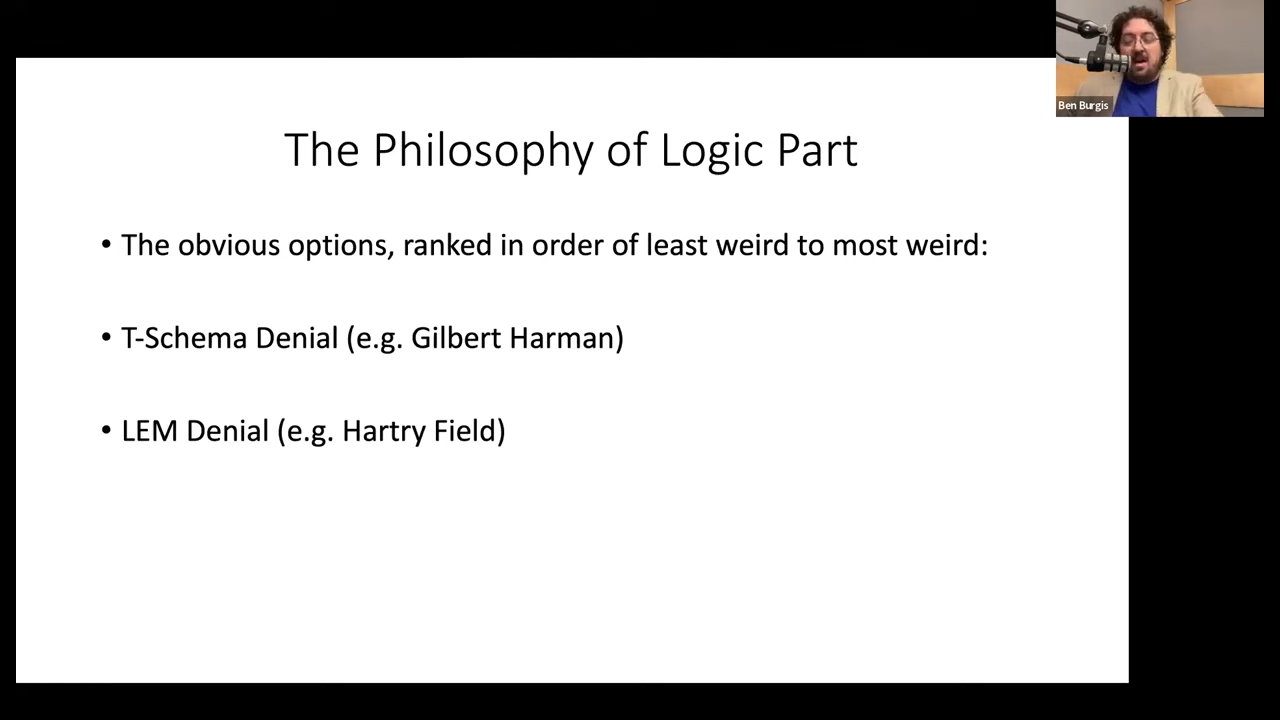 Ben Burgis
The Philosophy of Logic Part
• The obvious options, ranked in order of least weird to most weird:
• T-Schema Denial (e.g. Gilbert Harman)
• LEM Denial (e.g. Hartry Field)